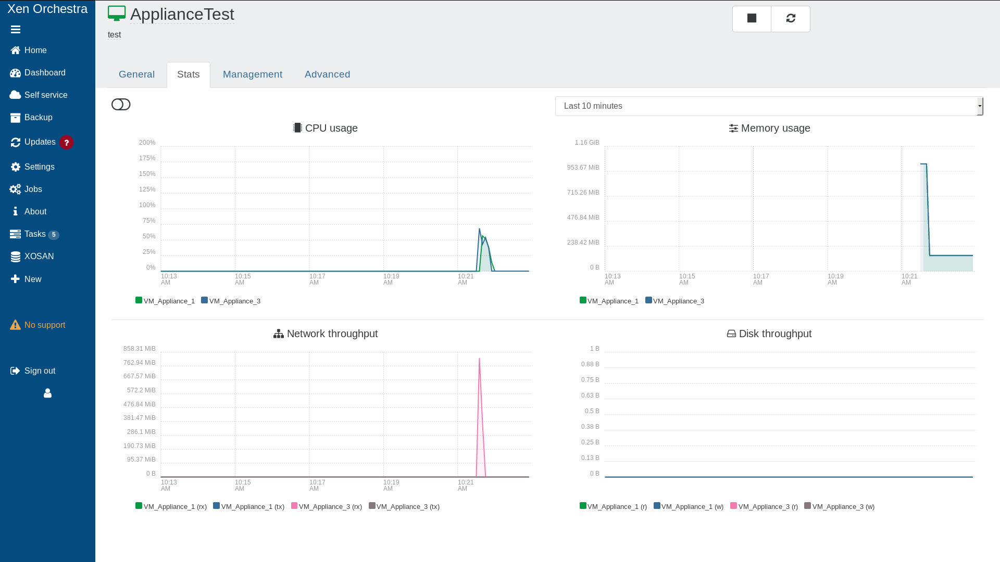 Xen Orchestra
Home
Dashboard
Self service
Backup
Updates ?
Settings
Jobs
About
Tasks 5
XOSAN
New
No support
Sign out
ApplianceTest
test
General Stats Management Advanced
Last 10 minutes
CPU usage
200%
175%
150%
125%
100%
75%
50%
25%
0%
10:13 AM 10:15 AM 10:17 AM 10:19 AM 10:21 AM
VM_Appliance_1 VM_Appliance_3
Memory usage
1.16 GiB
953.67 MiB
715.26 MiB
476.84 MiB
238.42 MiB
0 B
10:13 AM 10:15 AM 10:17 AM 10:19 AM 10:21 AM
VM_Appliance_1 VM_Appliance_3
Network throughput
858.31 MiB
762.94 MiB
667.57 MiB
572.2 MiB
476.84 MiB
381.47 MiB
286.1 MiB
190.73 MiB
95.37 MiB
0 B
10:13 AM 10:15 AM 10:17 AM 10:19 AM 10:21 AM
VM_Appliance_1 (rx) VM_Appliance_1 (tx) VM_Appliance_3 (rx) VM_Appliance_3 (tx)
Disk throughput
1 B
0.88 B
0.75 B
0.63 B
0.5 B
0.38 B
0.25 B
0.13 B
0 B
VM_Appliance_1 (r) VM_Appliance_1 (w) VM_Appliance_3 (r) VM_Appliance_3 (w)